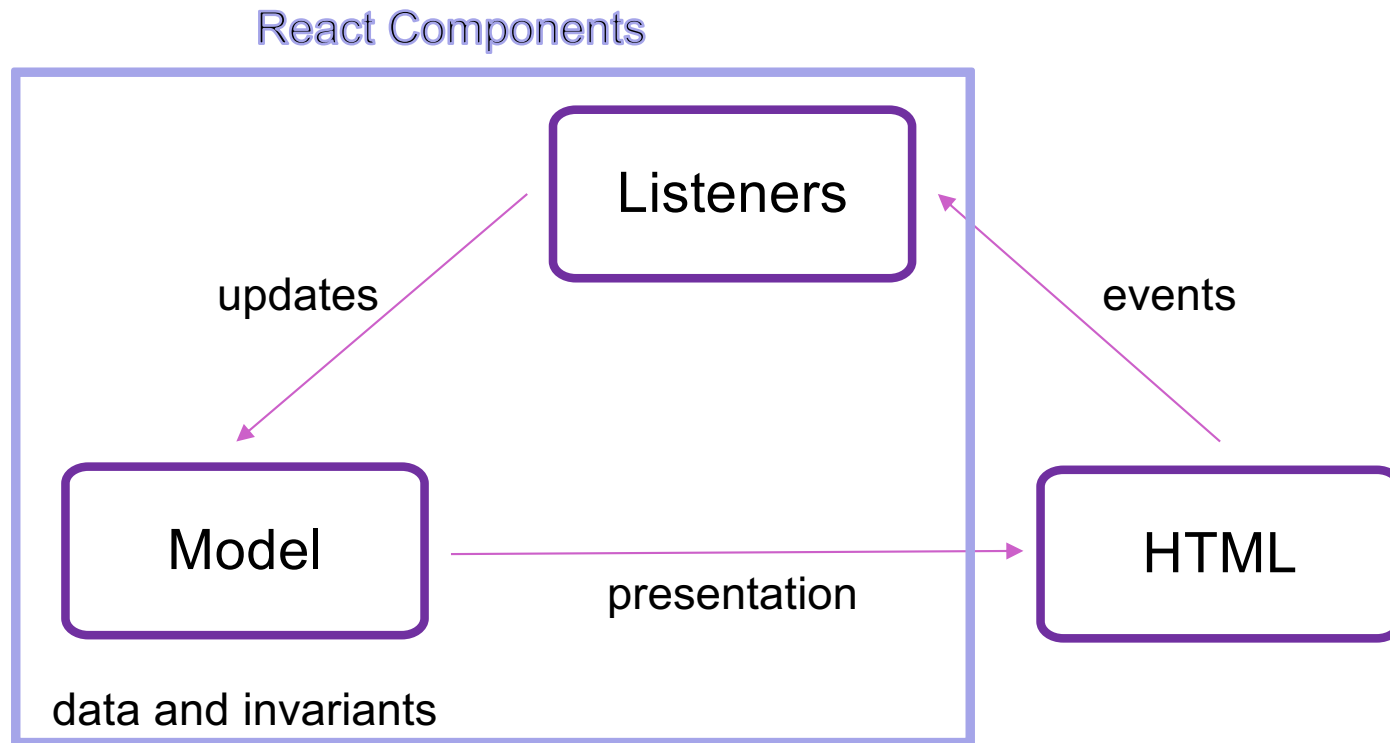 React Components
Listeners
updates
events
Model
HTML
presentation
data and invariants